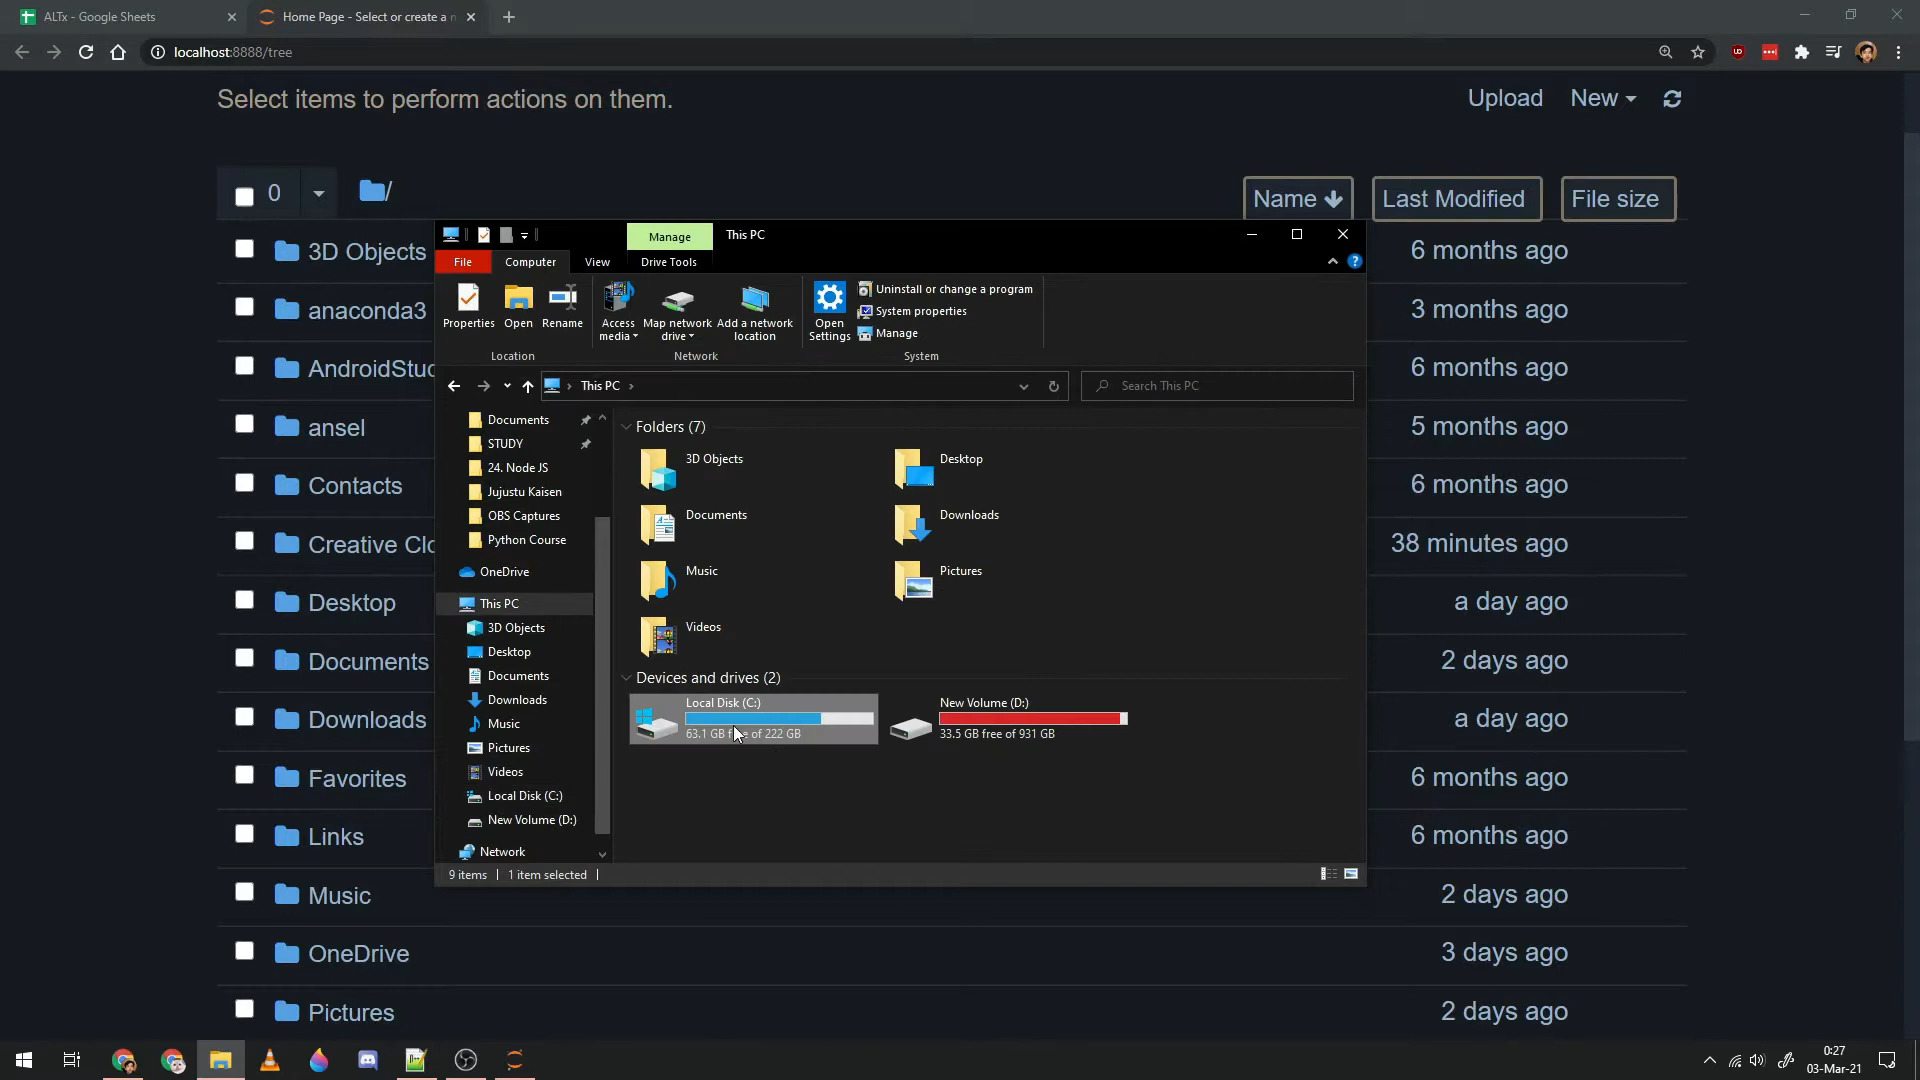 ALTx - Google Sheets
Home Page - Select or create a n
localhost:8888/tree
Select items to perform actions on them.
Upload
New
0
/
Name
Last Modified
File size
3D Objects
6 months ago
anaconda3
3 months ago
AndroidStud
6 months ago
ansel
5 months ago
Contacts
6 months ago
Creative Clo
38 minutes ago
Desktop
a day ago
Documents
2 days ago
Downloads
a day ago
Favorites
6 months ago
Links
6 months ago
Music
2 days ago
OneDrive
3 days ago
Pictures
2 days ago
Manage
This PC
File
Computer
View
Drive Tools
Properties
Open
Rename
Access media
Map network drive
Add a network location
Open Settings
Uninstall or change a program
System properties
Manage
Location
Network
System
This PC
Search This PC
Documents
STUDY
24. Node JS
Jujustu Kaisen
OBS Captures
Python Course
OneDrive
This PC
3D Objects
Desktop
Documents
Downloads
Music
Pictures
Videos
Local Disk (C:)
New Volume (D:)
Network
Folders (7)
3D Objects
Desktop
Documents
Downloads
Music
Pictures
Videos
Devices and drives (2)
Local Disk (C:)
63.1 GB free of 222 GB
New Volume (D:)
33.5 GB free of 931 GB
9 items
1 item selected
0:27
03-Mar-21